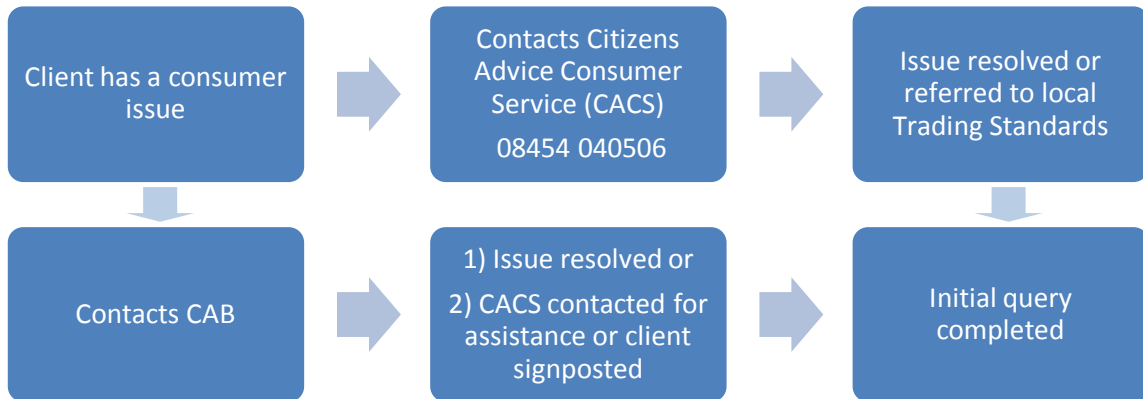 Client has a consumer
issue
Contacts Citizens
Advice Consumer
Service (CACS)
08454 040506
Issue resolved or
referred to local
Trading Standards
Contacts CAB
1) Issue resolved or
2) CACS contacted for
assistance or client
signposted
Initial query
completed